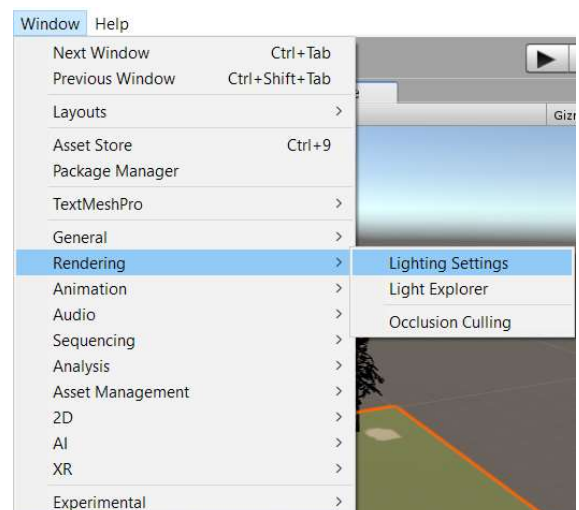 Window Help
Next Window Ctrl+Tab
Previous Window Ctrl+Shift+Tab
Layouts >
Giz
Asset Store Ctrl+9
Package Manager
TextMeshPro >
General >
Rendering > Lighting Settings
Animation > Light Explorer
Audio >
Occlusion Culling
Sequencing >
Analysis >
Asset Management >
2D >
AI >
XR >
Experimental >